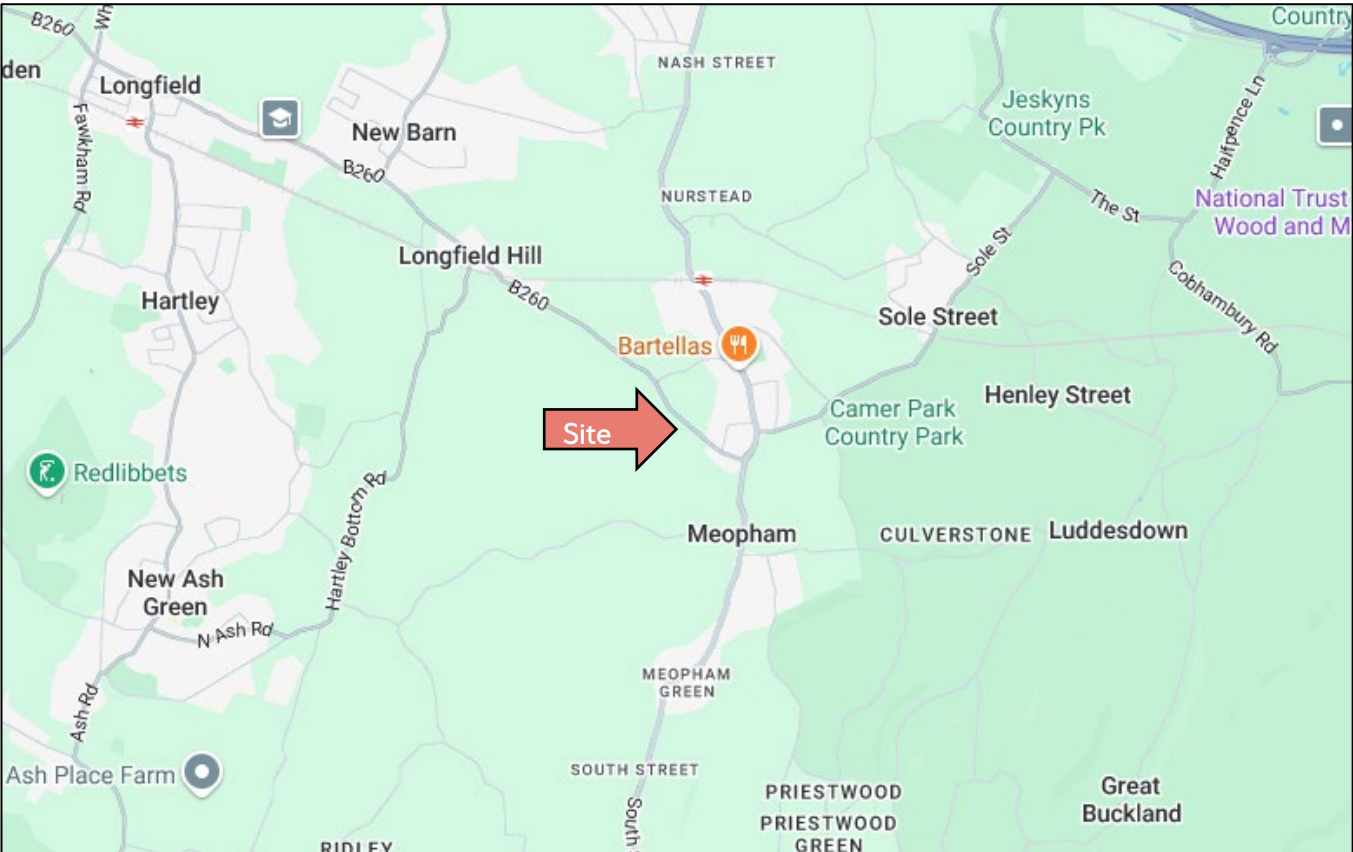 B260
Wh
Country
NASH STREET
den
Longfield
Jeskyns
Country Pk
Halfpence Ln
Fawkham Rd
New Barn
B260
NURSTEAD
The St
National Trust
Wood and M
Longfield Hill
Sole St
Cobhambury Rd
B260
Hartley
Sole Street
Bartellas
Henley Street
Camer Park
Country Park
Site
Redlibbets
Hartley Bottom Rd
Meopham
CULVERSTONE
Luddesdown
New Ash
Green
N Ash Rd
MEOPHAM
GREEN
Ash Rd
SOUTH STREET
Ash Place Farm
South
PRIESTWOOD
Great
Buckland
PRIESTWOOD
GREEN
RIDLEY